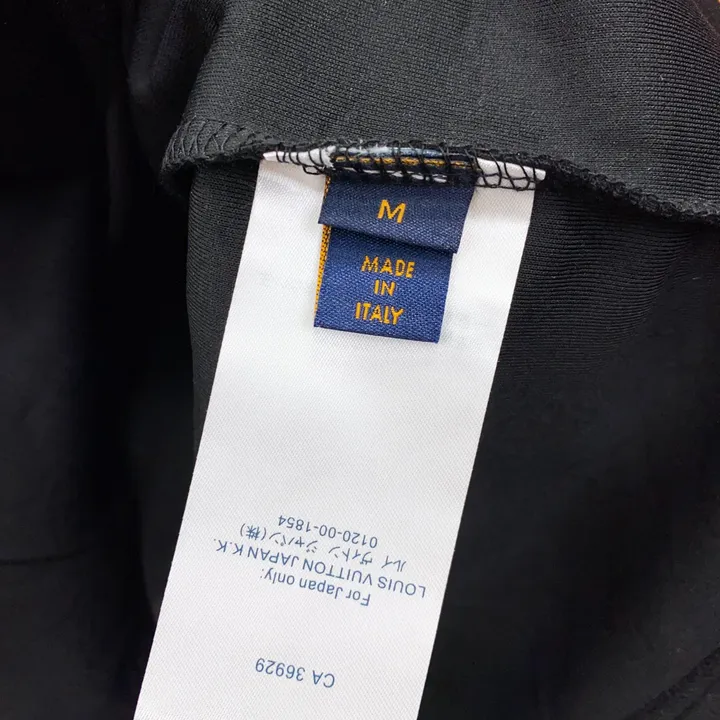 M
MADE
IN
ITALY
CA 36929
For Japan only:
LOUIS VUITTON JAPAN K.K.
ルイ ヴィトン ジャパン(株)
0120-00-1854